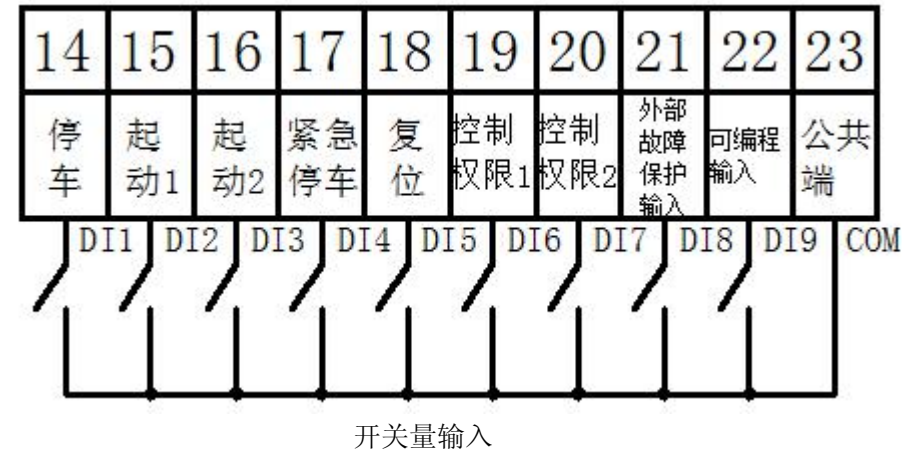 14 15 16 17 18 19 20 21 22 23
停车 起动1 起动2 紧急停车 复位 控制权限1 控制权限2 外部故障保护输入 可编程输入 公共端
DI1 DI2 DI3 DI4 DI5 DI6 DI7 DI8 DI9 COM
开关量输入